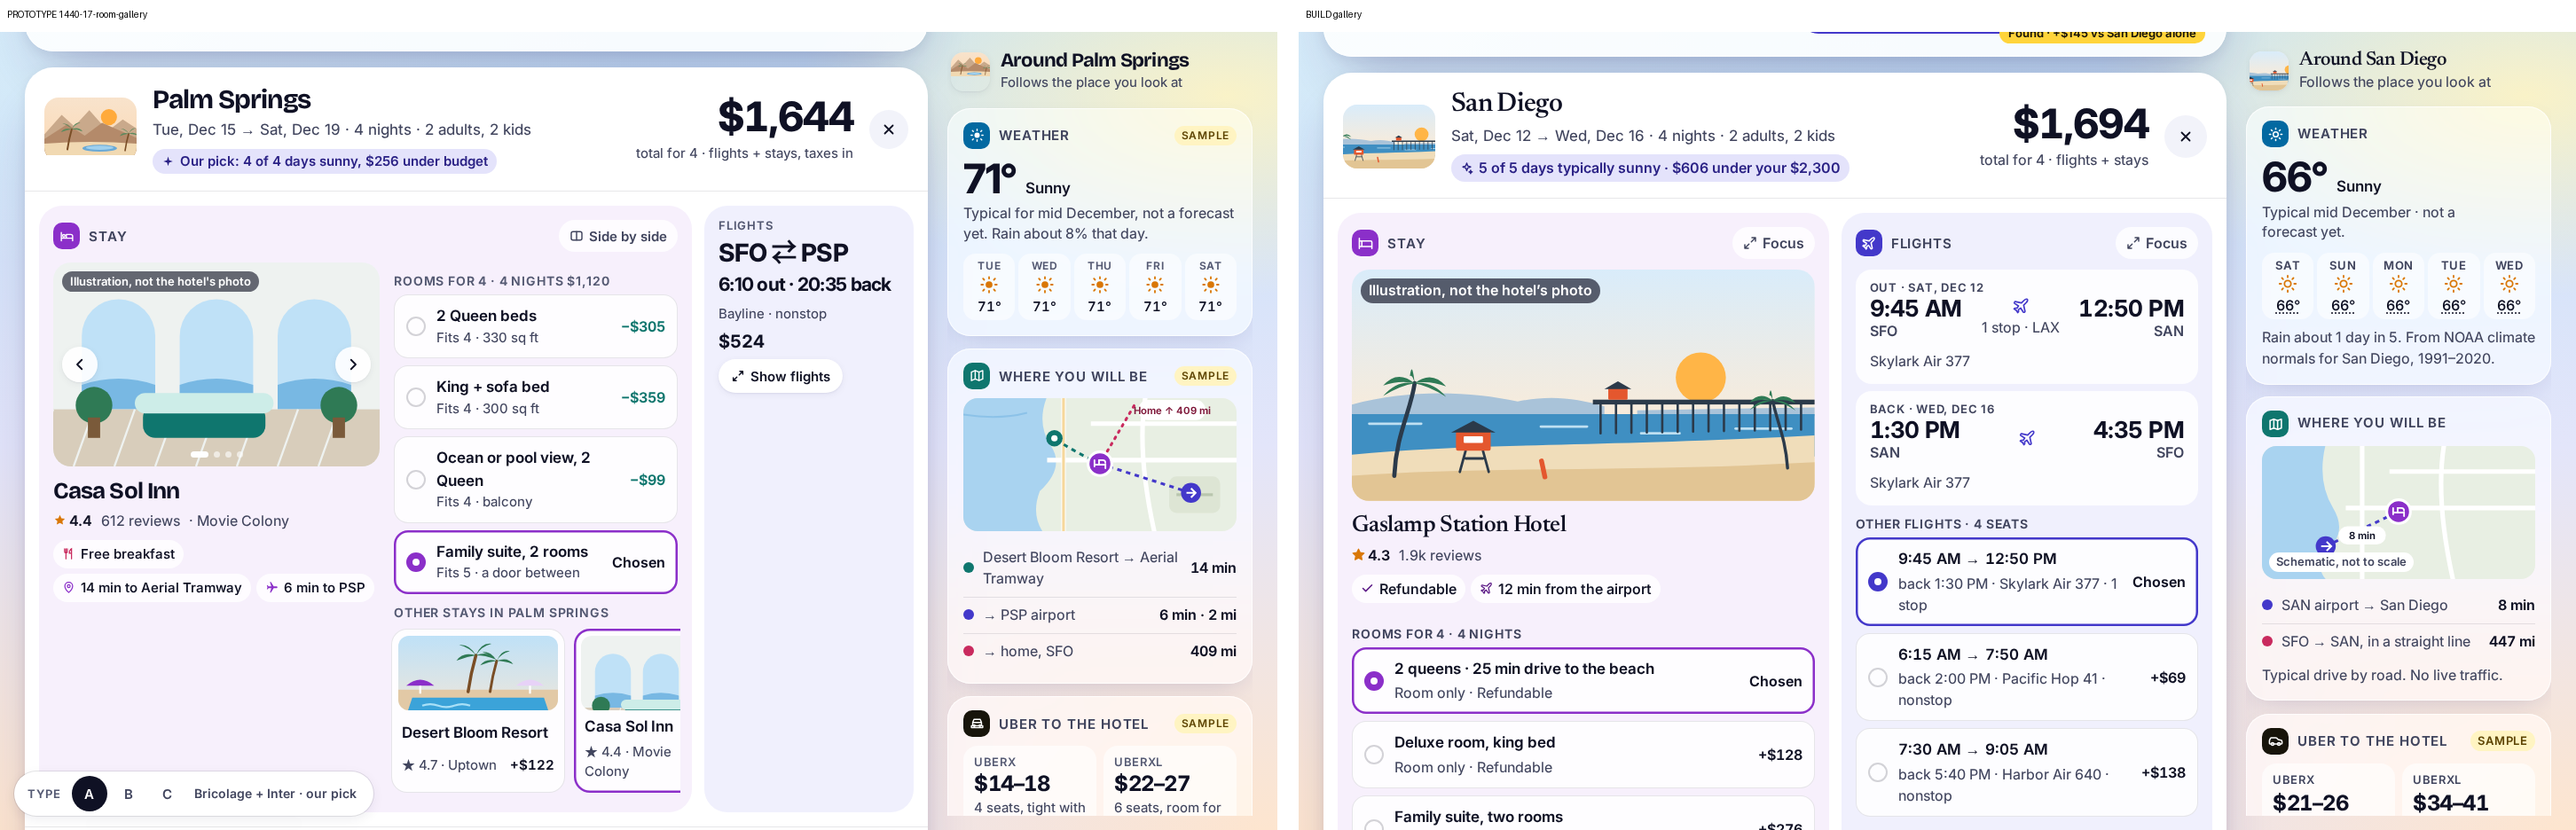 PROTOTYPE 1440-17-room-gallery
Palm Springs
Tue, Dec 15 → Sat, Dec 19 · 4 nights · 2 adults, 2 kids
Our pick: 4 of 4 days sunny, $256 under budget
$1,644
total for 4 · flights + stays, taxes in
STAY
Side by side
Illustration, not the hotel's photo
Casa Sol Inn
4.4 612 reviews · Movie Colony
Free breakfast
14 min to Aerial Tramway
6 min to PSP
ROOMS FOR 4 · 4 NIGHTS $1,120
2 Queen beds
Fits 4 · 330 sq ft
−$305
King + sofa bed
Fits 4 · 300 sq ft
−$359
Ocean or pool view, 2
Queen
Fits 4 · balcony
−$99
Family suite, 2 rooms
Fits 5 · a door between
Chosen
OTHER STAYS IN PALM SPRINGS
Desert Bloom Resort
★ 4.7 · Uptown +$122
Casa Sol Inn
★ 4.4 · Movie
Colony
FLIGHTS
SFO ⇄ PSP
6:10 out · 20:35 back
Bayline · nonstop
$524
Show flights
TYPE A B C Bricolage + Inter · our pick
Around Palm Springs
Follows the place you look at
WEATHER
SAMPLE
71° Sunny
Typical for mid December, not a forecast
yet. Rain about 8% that day.
TUE WED THU FRI SAT
71° 71° 71° 71° 71°
WHERE YOU WILL BE
SAMPLE
Home ↑ 409 mi
Desert Bloom Resort → Aerial
Tramway
14 min
→ PSP airport 6 min · 2 mi
→ home, SFO 409 mi
UBER TO THE HOTEL
SAMPLE
UBERX
$14–18
4 seats, tight with
UBERXL
$22–27
6 seats, room for
BUILD gallery
Found · +$145 vs San Diego alone
San Diego
Sat, Dec 12 → Wed, Dec 16 · 4 nights · 2 adults, 2 kids
5 of 5 days typically sunny · $606 under your $2,300
$1,694
total for 4 · flights + stays
STAY
Focus
Illustration, not the hotel's photo
Gaslamp Station Hotel
4.3 1.9k reviews
Refundable
12 min from the airport
ROOMS FOR 4 · 4 NIGHTS
2 queens · 25 min drive to the beach
Room only · Refundable
Chosen
Deluxe room, king bed
Room only · Refundable
+$128
Family suite, two rooms
+$276
FLIGHTS
Focus
OUT · SAT, DEC 12
9:45 AM 12:50 PM
SFO 1 stop · LAX SAN
Skylark Air 377
BACK · WED, DEC 16
1:30 PM 4:35 PM
SAN SFO
Skylark Air 377
OTHER FLIGHTS · 4 SEATS
9:45 AM → 12:50 PM
back 1:30 PM · Skylark Air 377 · 1
stop
Chosen
6:15 AM → 7:50 AM
back 2:00 PM · Pacific Hop 41 ·
nonstop
+$69
7:30 AM → 9:05 AM
back 5:40 PM · Harbor Air 640 ·
nonstop
+$138
Around San Diego
Follows the place you look at
WEATHER
66° Sunny
Typical mid December · not a
forecast yet.
SAT SUN MON TUE WED
66° 66° 66° 66° 66°
Rain about 1 day in 5. From NOAA climate
normals for San Diego, 1991–2020.
WHERE YOU WILL BE
8 min
Schematic, not to scale
SAN airport → San Diego 8 min
SFO → SAN, in a straight line 447 mi
Typical drive by road. No live traffic.
UBER TO THE HOTEL
SAMPLE
UBERX
$21–26
UBERXL
$34–41